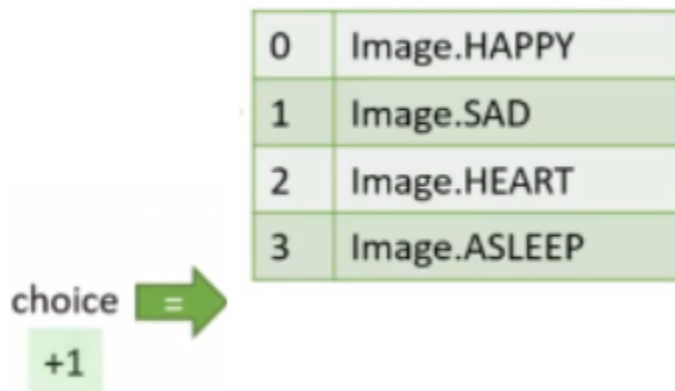 0 Image.HAPPY
1 Image.SAD
2 Image.HEART
3 Image.ASLEEP
choice =
+1